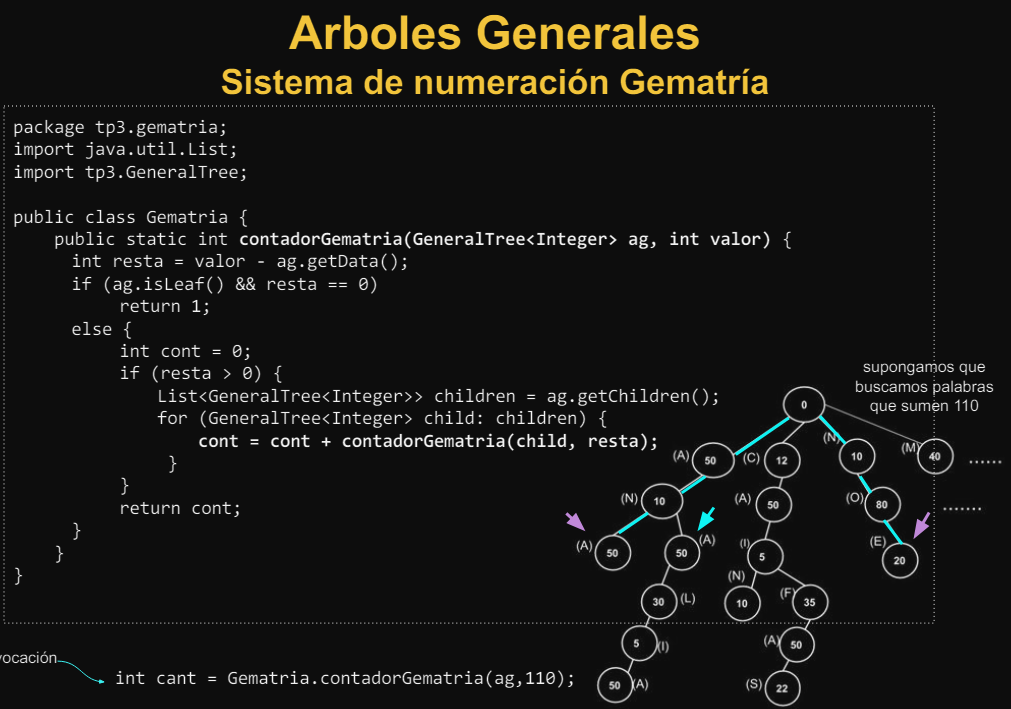 Arboles Generales
Sistema de numeración Gematría
package tp3.gematria;
import java.util.List;
import tp3.GeneralTree;
public class Gematria {
public static int contadorGematria(GeneralTree<Integer> ag, int valor) {
int resta = valor - ag.getData();
if (ag.isLeaf() && resta == 0)
return 1;
else {
int cont = 0;
if (resta > 0) {
List<GeneralTree<Integer>> children = ag.getChildren();
for (GeneralTree<Integer> child: children) {
cont = cont + contadorGematria(child, resta);
}
}
return cont;
}
}
}
supongamos que
buscamos palabras
que sumen 110
0
(A) 50 (C) 12 (N) 10 (M) 40 ......
(N) 10 (A) 50 (O) 80 .......
(A) 50 50 (A) (I) 5 (E) 20
30 (L) (N) 10 (F) 35
5 (I) (A) 50
50 (A) (S) 22
vocación
int cant = Gematria.contadorGematria(ag,110);